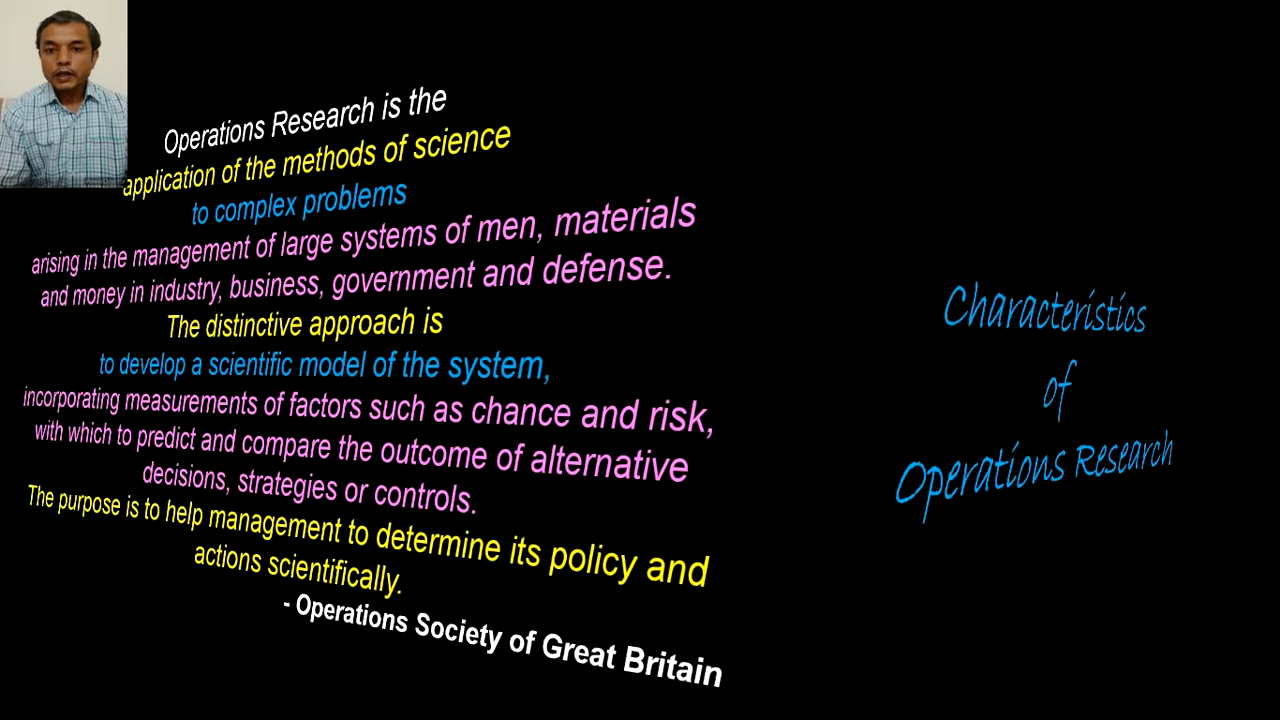 Operations Research is the
application of the methods of science
to complex problems
arising in the management of large systems of men, materials
and money in industry, business, government and defense.
The distinctive approach is
to develop a scientific model of the system,
incorporating measurements of factors such as chance and risk,
with which to predict and compare the outcome of alternative
decisions, strategies or controls.
The purpose is to help management to determine its policy and
actions scientifically.
- Operations Society of Great Britain
Characteristics
of
Operations Research